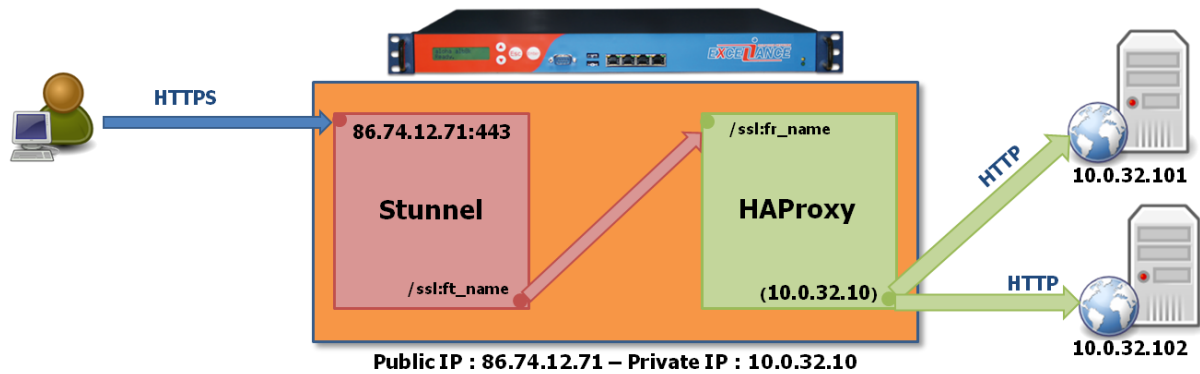 EXCELIANCE
HTTPS
86.74.12.71:443
Stunnel
/ssl:ft_name
/ssl:fr_name
HAProxy
(10.0.32.10)
HTTP
10.0.32.101
HTTP
10.0.32.102
Public IP : 86.74.12.71 – Private IP : 10.0.32.10